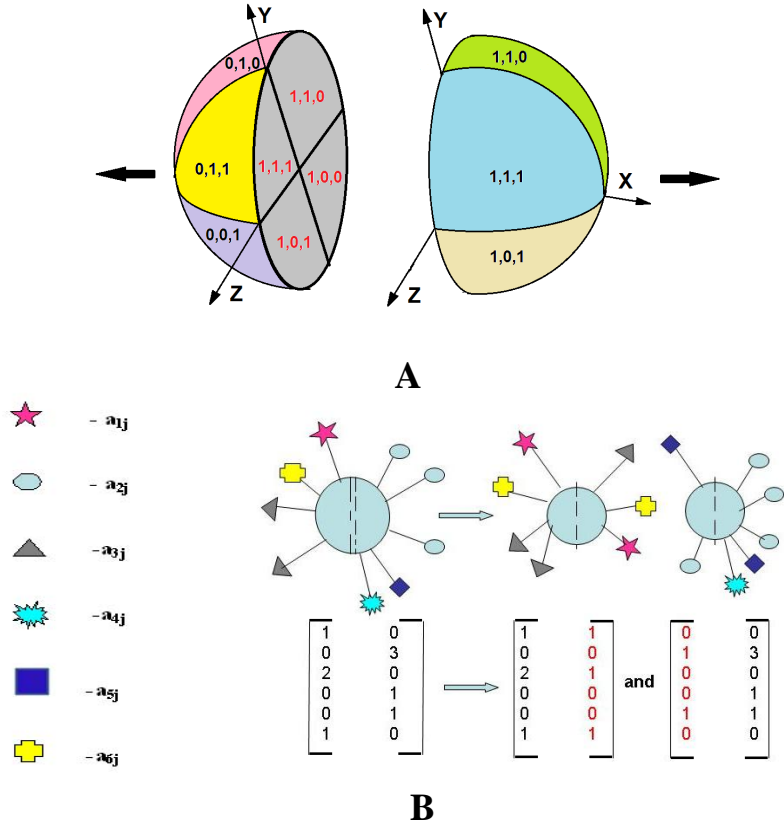 Y Y
0,1,0 1,1,0
1,1,0
0,1,1 1,1,1 1,0,0 1,1,1 X
0,0,1 1,0,1 1,0,1
Z Z
A
- a1j
- a2j
- a3j
- a4j
- a5j
- a6j
1 0 1 1 0 0
0 3 0 0 1 3
2 0 2 1 and 0 0
0 1 0 0 0 1
0 1 0 0 1 1
1 0 1 1 0 0
B